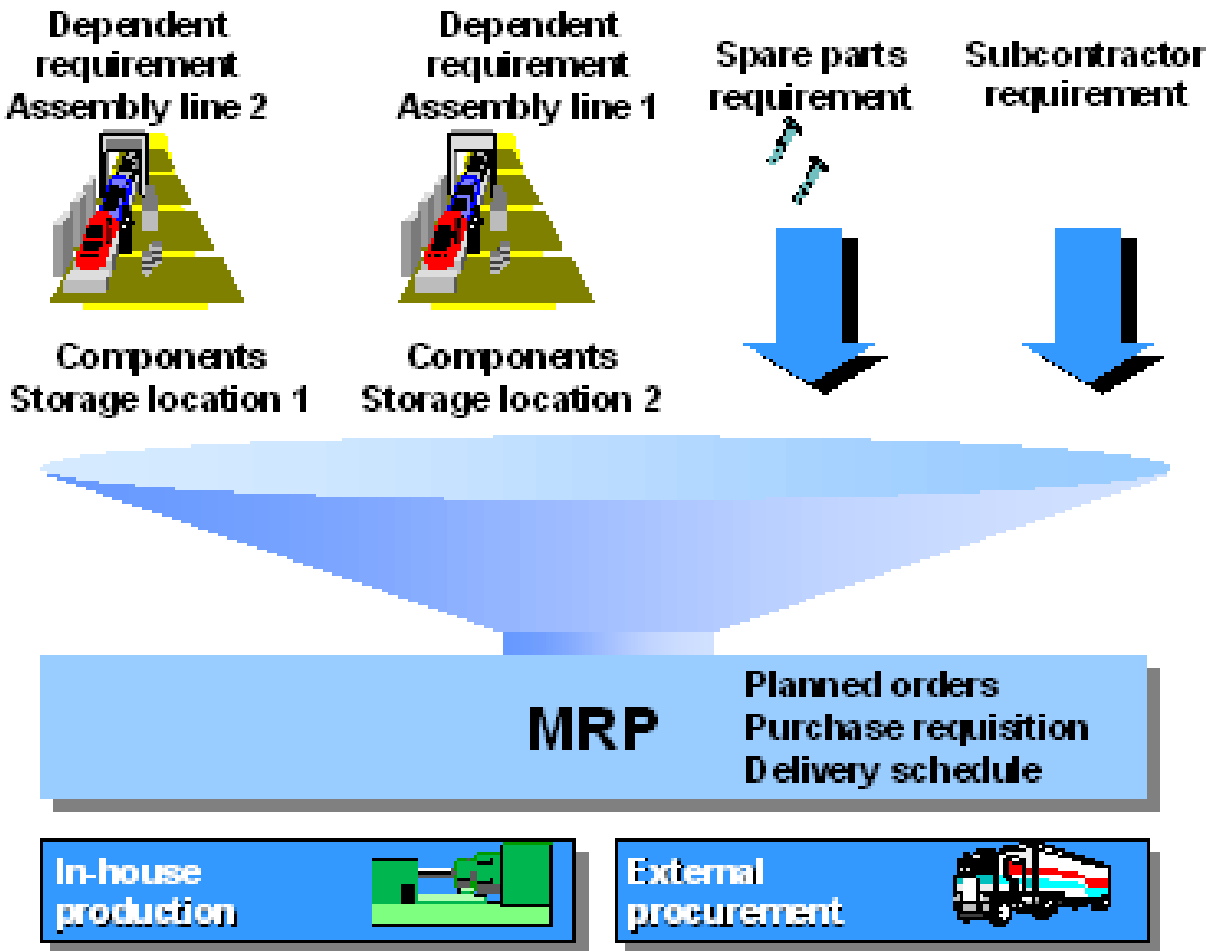 Dependent
requirement
Assembly line 2
Dependent
requirement
Assembly line 1
Spare parts
requirement
Subcontractor
requirement
Components
Storage location 1
Components
Storage location 2
MRP
Planned orders
Purchase requisition
Delivery schedule
In-house
production
External
procurement